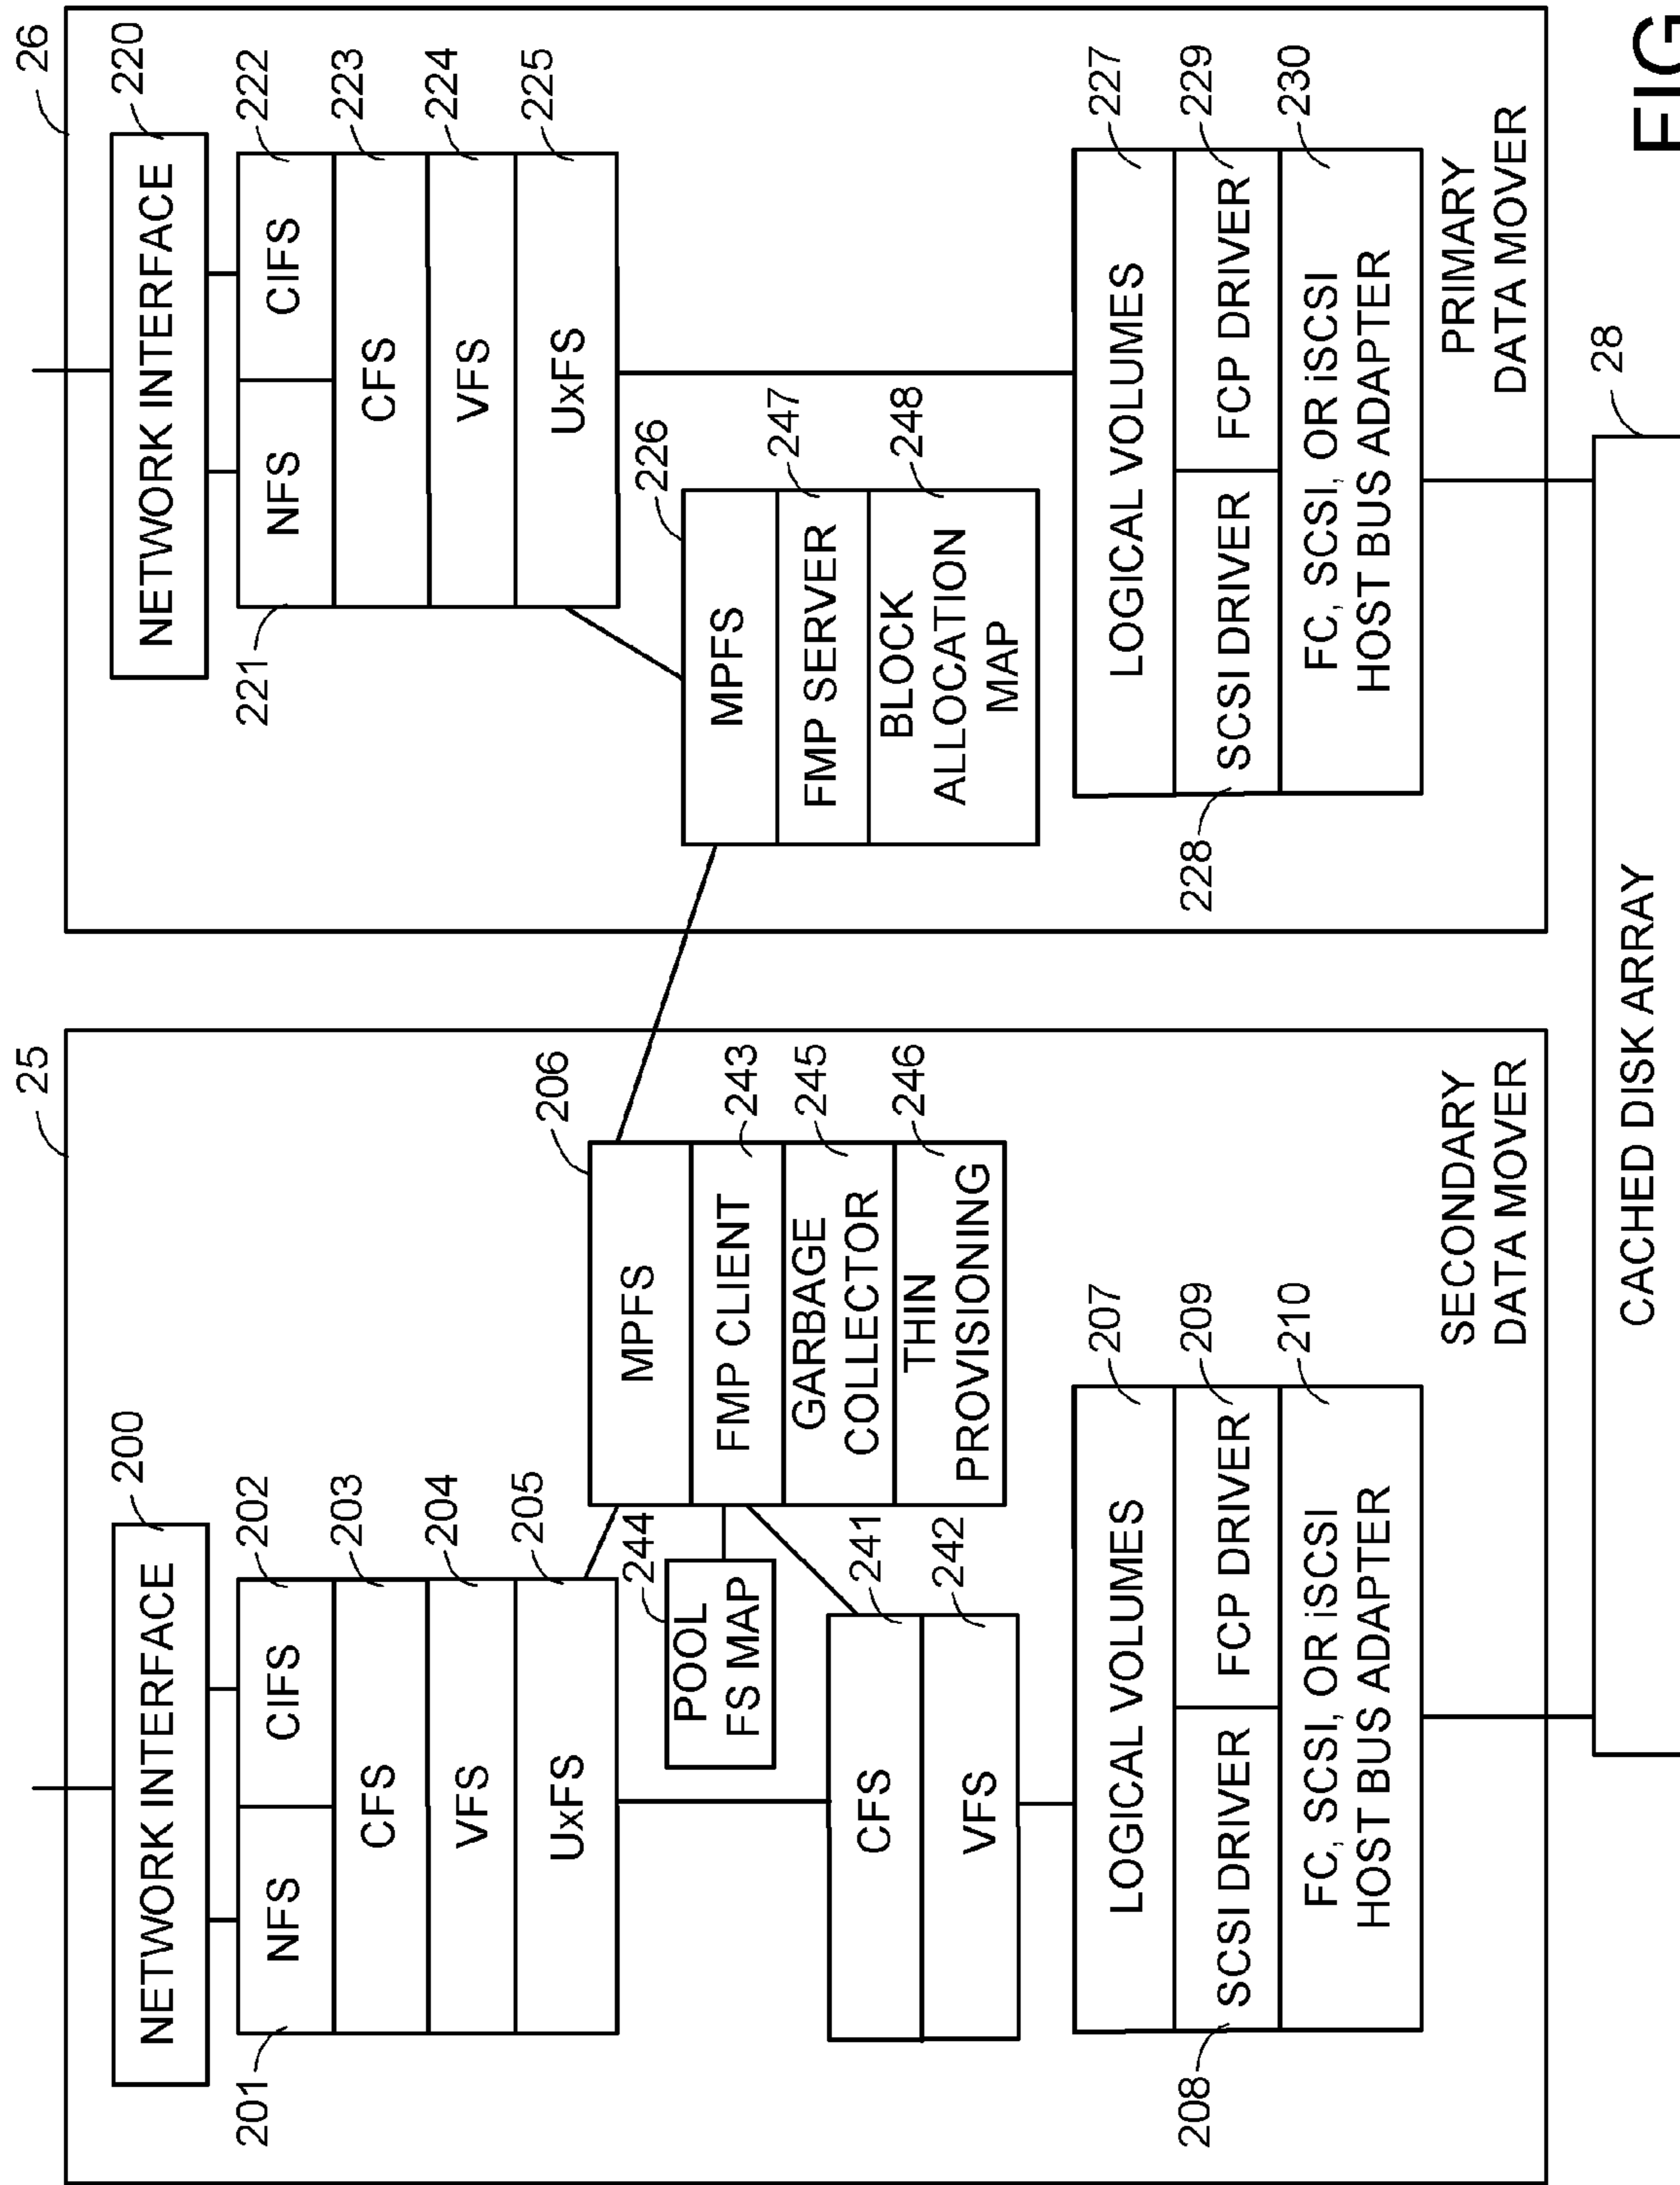 25
200
NETWORK INTERFACE
201
NFS
CIFS
202
CFS
203
VFS
204
UxFS
205
206
MPFS
FMP CLIENT
243
GARBAGE
COLLECTOR
245
THIN
PROVISIONING
246
244
POOL
FS MAP
CFS
241
VFS
242
LOGICAL VOLUMES
207
208
SCSI DRIVER
FCP DRIVER
209
FC, SCSI, OR iSCSI
HOST BUS ADAPTER
210
SECONDARY
DATA MOVER
26
220
NETWORK INTERFACE
221
NFS
CIFS
222
CFS
223
VFS
224
UxFS
225
226
MPFS
FMP SERVER
247
BLOCK
ALLOCATION
MAP
248
LOGICAL VOLUMES
227
228
SCSI DRIVER
FCP DRIVER
229
FC, SCSI, OR iSCSI
HOST BUS ADAPTER
230
PRIMARY
DATA MOVER
28
CACHED DISK ARRAY